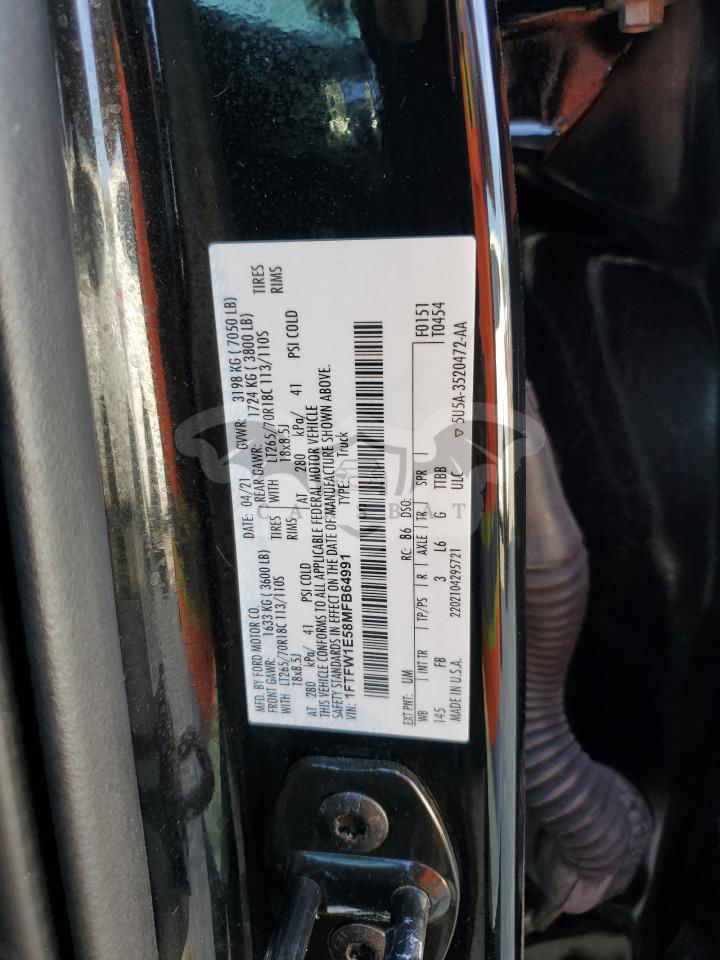 MFD. BY FORD MOTOR CO. DATE: 04/21 GVWR: 3198 KG ( 7050 LB)
FRONT GAWR: 1633 KG ( 3600 LB) REAR GAWR: 1724 KG ( 3800 LB)
WITH LT265/70R18C 113/110S TIRES WITH LT265/70R18C 113/110S TIRES
18x8.5J RIMS 18x8.5J RIMS
AT 280 kPa/ 41 PSI COLD AT 280 kPa/ 41 PSI COLD
THIS VEHICLE CONFORMS TO ALL APPLICABLE FEDERAL MOTOR VEHICLE
SAFETY STANDARDS IN EFFECT ON THE DATE OF MANUFACTURE SHOWN ABOVE.
VIN: 1FTFW1E58MFB64991 TYPE: Truck
EXT PNT: UM RC: 86 DSO: F0151
WB INT TR TP/PS R AXLE TR SPR T0454
145 FB 3 L6 G TTBB
MADE IN U.S.A. 2202104295721 ULC ▽ 5U5A-3520472-AA
CARSBAT